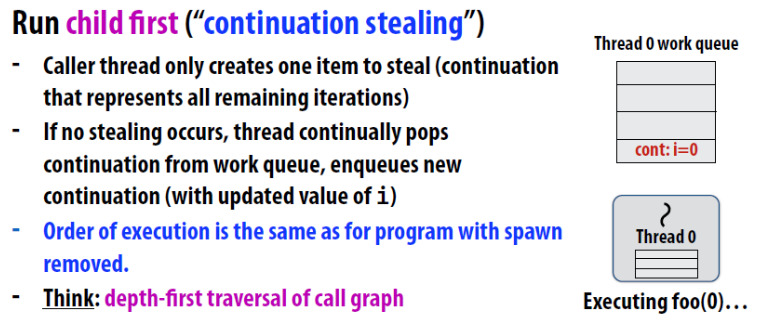 Run child first (“continuation stealing”)
- Caller thread only creates one item to steal (continuation
that represents all remaining iterations)
- If no stealing occurs, thread continually pops
continuation from work queue, enqueues new
continuation (with updated value of i)
- Order of execution is the same as for program with spawn
removed.
- Think: depth-first traversal of call graph
Thread 0 work queue
cont: i=0
Thread 0
Executing foo(0)…